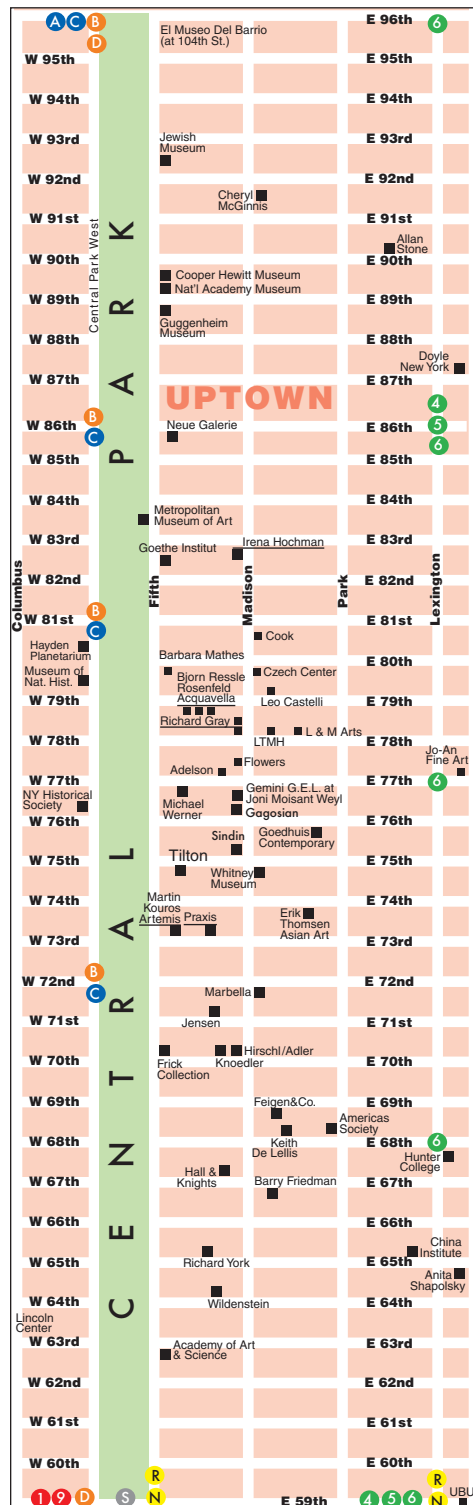 A C B
D
El Museo Del Barrio
(at 104th St.)
E 96th
6
W 95th
E 95th
W 94th
E 94th
W 93rd
E 93rd
Jewish
Museum
W 92nd
E 92nd
Cheryl
McGinnis
W 91st
E 91st
Allan
Stone
W 90th
E 90th
Central Park West
Cooper Hewitt Museum
Nat'l Academy Museum
W 89th
E 89th
Guggenheim
Museum
W 88th
E 88th
Doyle
New York
W 87th
E 87th
UPTOWN
B
C
4
5
6
W 86th
E 86th
Neue Galerie
W 85th
E 85th
W 84th
E 84th
Metropolitan
Museum of Art
W 83rd
E 83rd
Irena Hochman
Goethe Institut
W 82nd
E 82nd
Columbus
Fifth
Madison
Park
Lexington
W 81st
E 81st
B
C
Cook
Hayden
Planetarium
Museum of
Nat. Hist.
Barbara Mathes
E 80th
Bjorn Ressle
Rosenfeld
Acquavella
Czech Center
Leo Castelli
W 79th
E 79th
Richard Gray
LTMH
L & M Arts
W 78th
E 78th
Jo-An
Fine Art
Flowers
Adelson
W 77th
E 77th
6
NY Historical
Society
Michael
Werner
Gemini G.E.L. at
Joni Moisant Weyl
Gagosian
W 76th
E 76th
Sindin
Goedhuis
Contemporary
W 75th
E 75th
Tilton
Whitney
Museum
W 74th
E 74th
Martin
Kouros
Artemis
Praxis
Erik
Thomsen
Asian Art
W 73rd
E 73rd
B
C
W 72nd
E 72nd
Marbella
W 71st
E 71st
Jensen
W 70th
E 70th
Frick
Collection
Knoedler
Hirschl/Adler
W 69th
E 69th
Feigen&Co.
Keith
De Lellis
Americas
Society
W 68th
E 68th
6
Hunter
College
W 67th
E 67th
Hall &
Knights
Barry Friedman
W 66th
E 66th
China
Institute
W 65th
E 65th
Richard York
Anita
Shapolsky
W 64th
E 64th
Wildenstein
Lincoln
Center
W 63rd
E 63rd
Academy of Art
& Science
W 62nd
E 62nd
W 61st
E 61st
W 60th
E 60th
CENTRAL PARK
1 9 D
S
R
N
E 59th
4 5 6
R
N
UBU